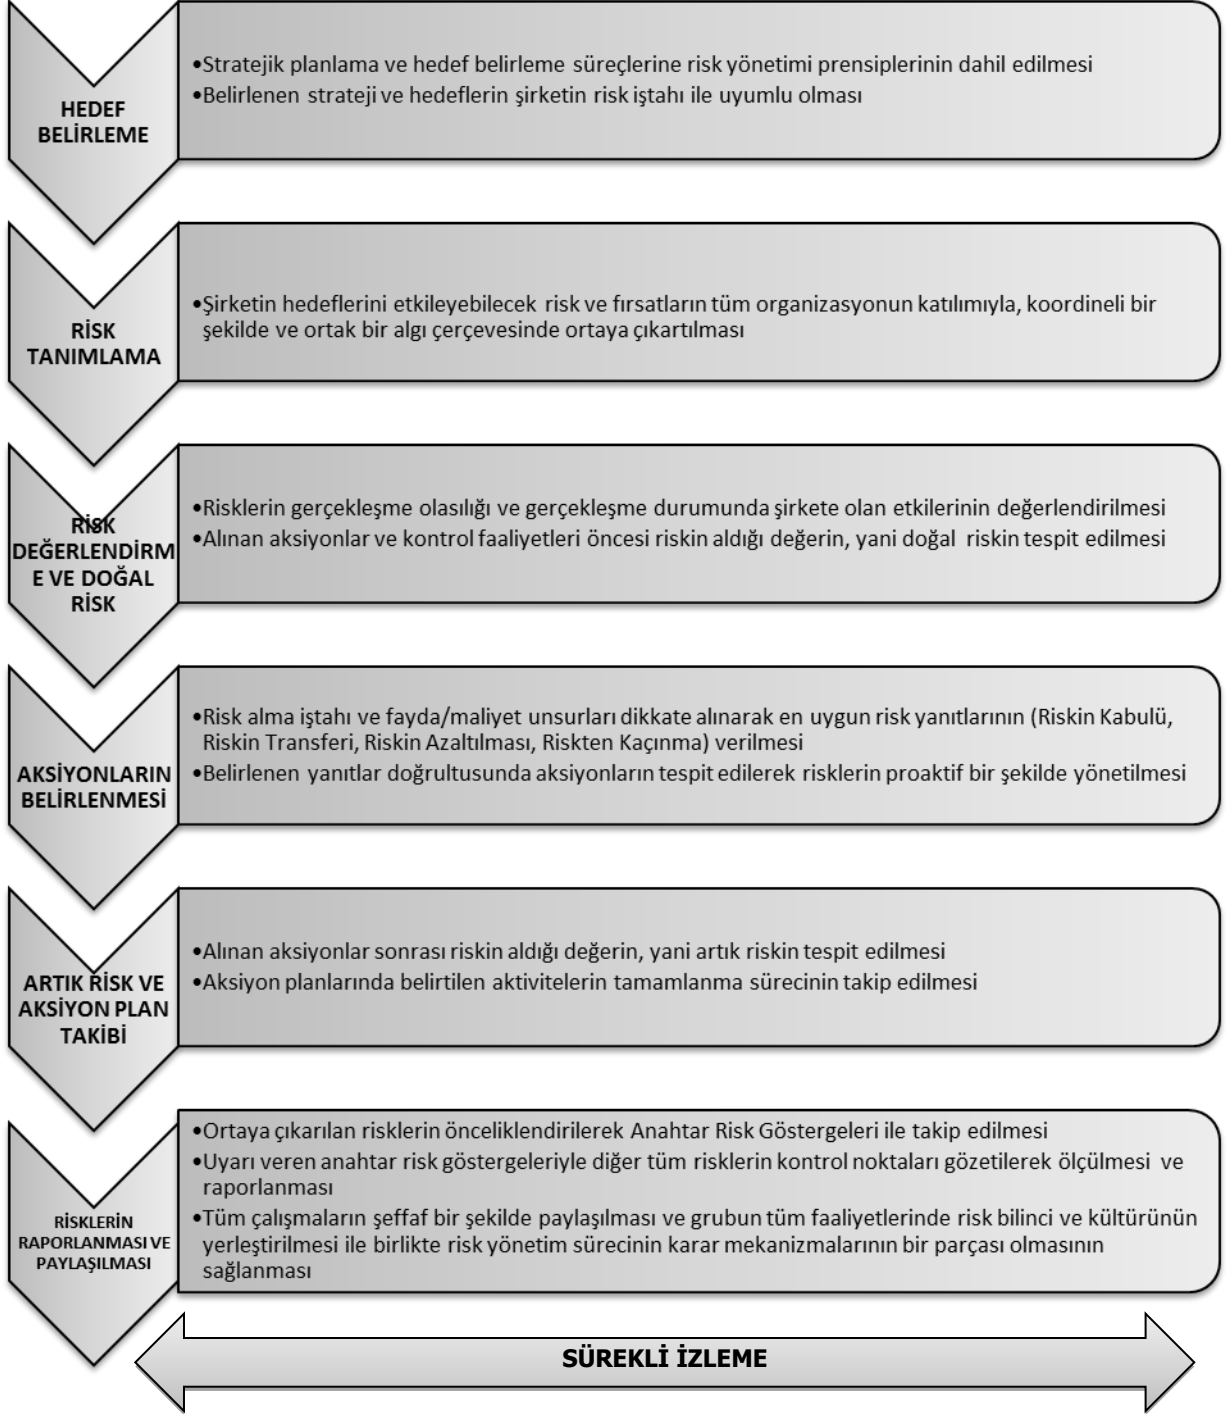 HEDEF
BELİRLEME
•Stratejik planlama ve hedef belirleme süreçlerine risk yönetimi prensiplerinin dahil edilmesi
•Belirlenen strateji ve hedeflerin şirketin risk iştahı ile uyumlu olması
RİSK
TANIMLAMA
•Şirketin hedeflerini etkileyebilecek risk ve fırsatların tüm organizasyonun katılımıyla, koordineli bir
şekilde ve ortak bir algı çerçevesinde ortaya çıkartılması
RİSK
DEĞERLENDİRM
E VE DOĞAL
RİSK
•Risklerin gerçekleşme olasılığı ve gerçekleşme durumunda şirkete olan etkilerinin değerlendirilmesi
•Alınan aksiyonlar ve kontrol faaliyetleri öncesi riskin aldığı değerin, yani doğal riskin tespit edilmesi
AKSİYONLARIN
BELİRLENMESİ
•Risk alma iştahı ve fayda/maliyet unsurları dikkate alınarak en uygun risk yanıtlarının (Riskin Kabulü,
Riskin Transferi, Riskin Azaltılması, Riskten Kaçınma) verilmesi
•Belirlenen yanıtlar doğrultusunda aksiyonların tespit edilerek risklerin proaktif bir şekilde yönetilmesi
ARTIK RİSK VE
AKSİYON PLAN
TAKİBİ
•Alınan aksiyonlar sonrası riskin aldığı değerin, yani artık riskin tespit edilmesi
•Aksiyon planlarında belirtilen aktivitelerin tamamlanma sürecinin takip edilmesi
RİSKLERİN
RAPORLANMASI VE
PAYLAŞILMASI
•Ortaya çıkarılan risklerin önceliklendirilerek Anahtar Risk Göstergeleri ile takip edilmesi
•Uyarı veren anahtar risk göstergeleriyle diğer tüm risklerin kontrol noktaları gözetilerek ölçülmesi ve
raporlanması
•Tüm çalışmaların şeffaf bir şekilde paylaşılması ve grubun tüm faaliyetlerinde risk bilinci ve kültürünün
yerleştirilmesi ile birlikte risk yönetim sürecinin karar mekanizmalarının bir parçası olmasının
sağlanması
SÜREKLİ İZLEME